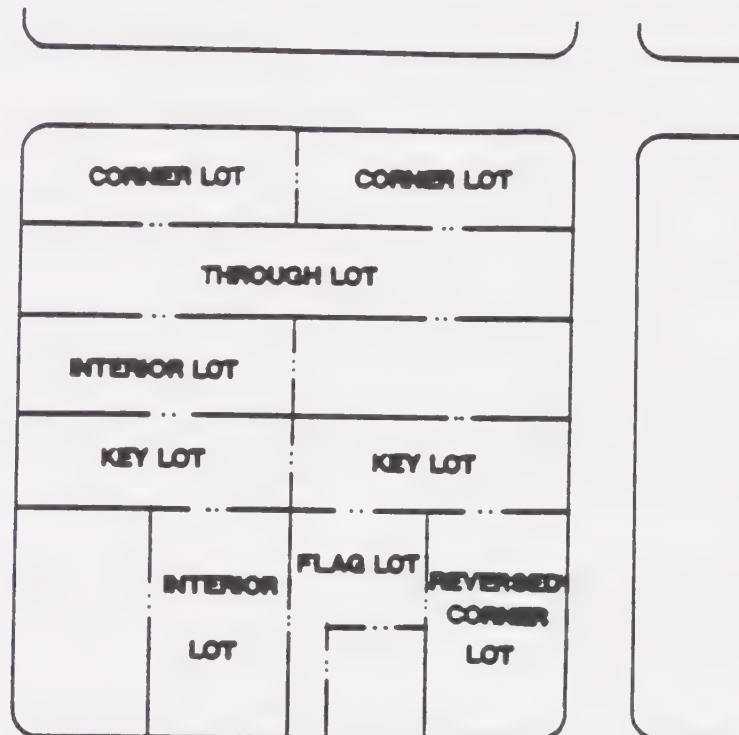 CORNER LOT
CORNER LOT
THROUGH LOT
INTERIOR LOT
KEY LOT
KEY LOT
FLAG LOT
INTERIOR
LOT
REVERSED
CORNER
LOT